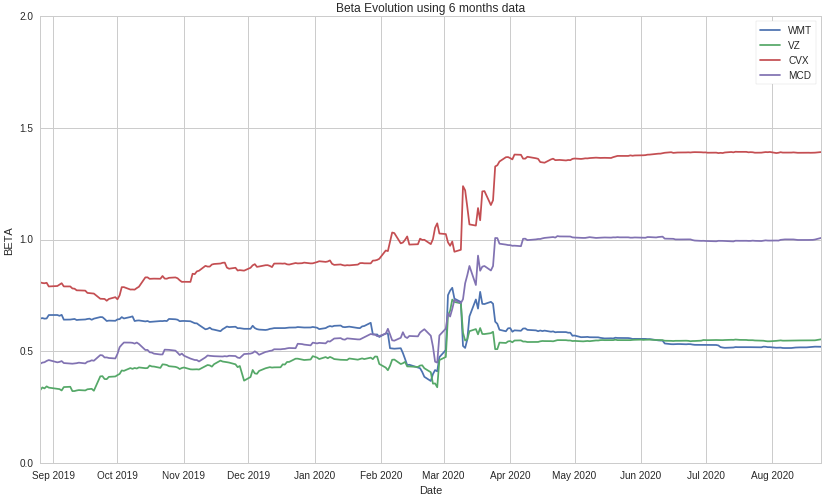 Beta Evolution using 6 months data
2.0
WMT
VZ
CVX
MCD
1.5
1.0
BETA
0.5
0.0
Sep 2019 Oct 2019 Nov 2019 Dec 2019 Jan 2020 Feb 2020 Mar 2020 Apr 2020 May 2020 Jun 2020 Jul 2020 Aug 2020
Date